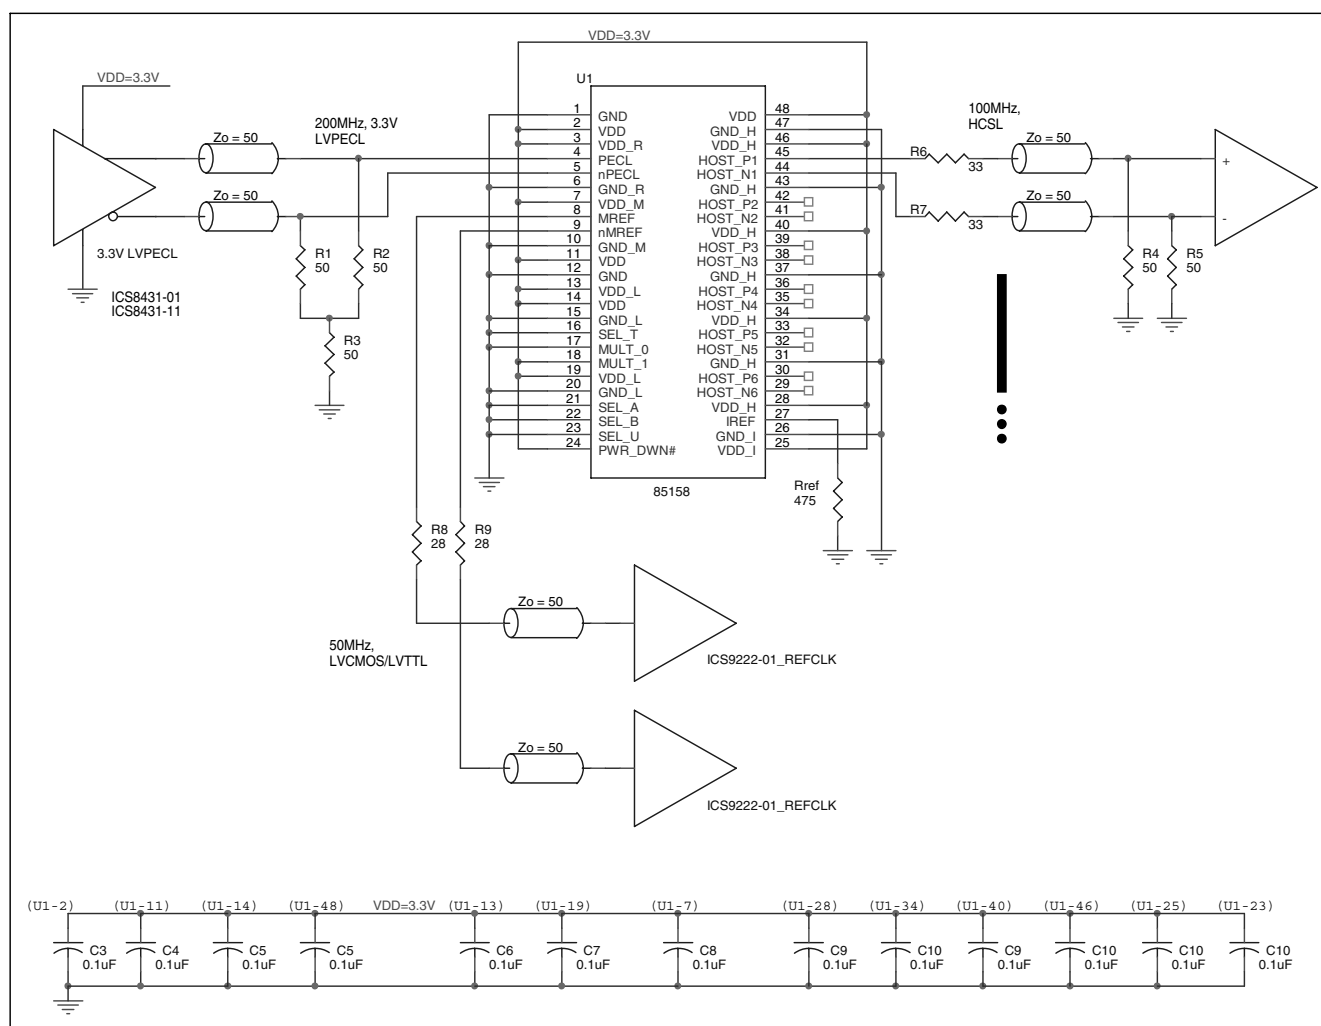 VDD=3.3V
VDD=3.3V
U1
200MHz, 3.3V
LVPECL
Zo = 50
Zo = 50
3.3V LVPECL
ICS8431-01
ICS8431-11
R1
50
R2
50
R3
50
1 GND
2 VDD
3 VDD_R
4 PECL
5 nPECL
6 GND_R
7 VDD_M
8 MREF
9 nMREF
10 GND_M
11 VDD
12 GND
13 VDD_L
14 VDD
15 GND_L
16 SEL_T
17 MULT_0
18 MULT_1
19 VDD_L
20 GND_L
21 SEL_A
22 SEL_B
23 SEL_U
24 PWR_DWN#
VDD 48
GND_H 47
VDD_H 46
HOST_P1 45
HOST_N1 44
GND_H 43
HOST_P2 42
HOST_N2 41
VDD_H 40
HOST_P3 39
HOST_N3 38
GND_H 37
HOST_P4 36
HOST_N4 35
VDD_H 34
HOST_P5 33
HOST_N5 32
GND_H 31
HOST_P6 30
HOST_N6 29
VDD_H 28
IREF 27
GND_I 26
VDD_I 25
85158
100MHz,
HCSL
R6
33
Zo = 50
R7
33
Zo = 50
+
-
R4
50
R5
50
Rref
475
R8
28
R9
28
Zo = 50
50MHz,
LVCMOS/LVTTL
ICS9222-01_REFCLK
Zo = 50
ICS9222-01_REFCLK
(U1-2) (U1-11) (U1-14) (U1-48) VDD=3.3V (U1-13) (U1-19) (U1-7) (U1-28) (U1-34) (U1-40) (U1-46) (U1-25) (U1-23)
C3 C4 C5 C5 C6 C7 C8 C9 C10 C9 C10 C10 C10
0.1uF 0.1uF 0.1uF 0.1uF 0.1uF 0.1uF 0.1uF 0.1uF 0.1uF 0.1uF 0.1uF 0.1uF 0.1uF